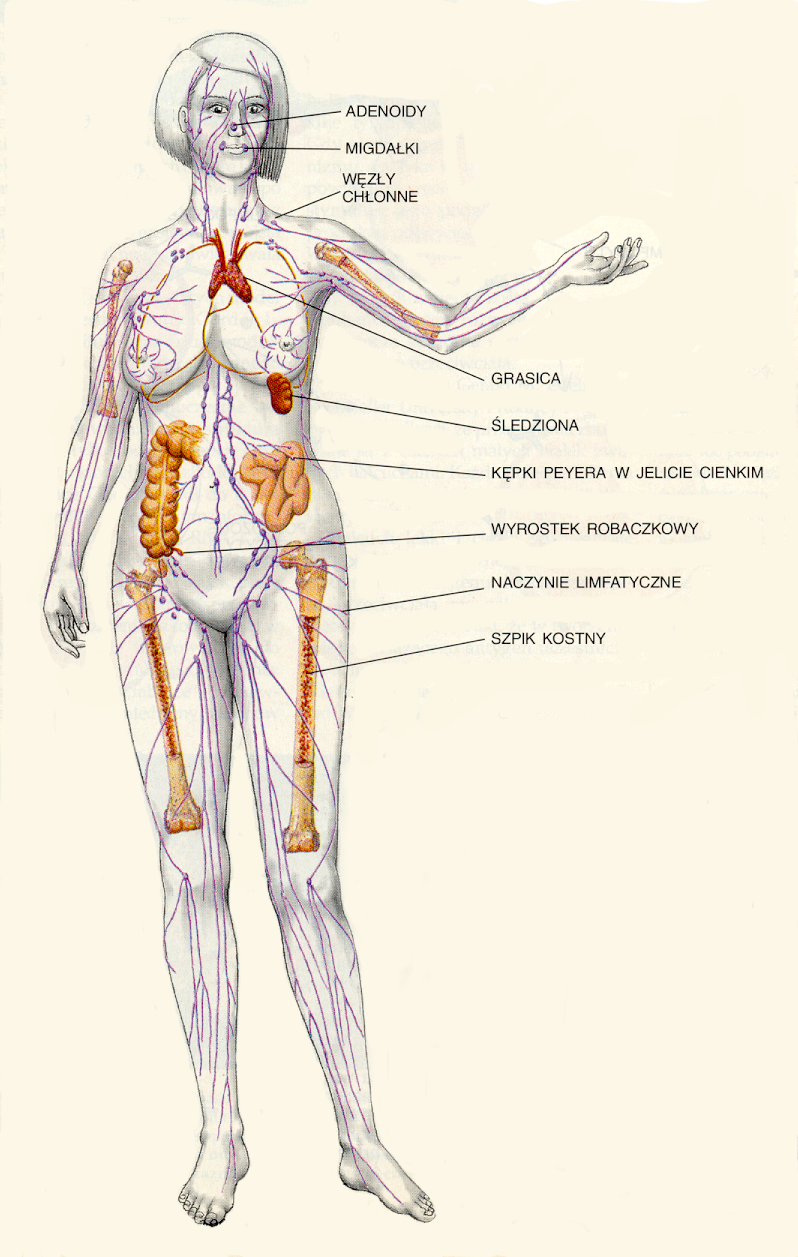 ADENOIDY
MIGDAŁKI
WĘZŁY
CHŁONNE
GRASICA
ŚLEDZIONA
KĘPKI PEYERA W JELICIE CIENKIM
WYROSTEK ROBACZKOWY
NACZYNIE LIMFATYCZNE
SZPIK KOSTNY